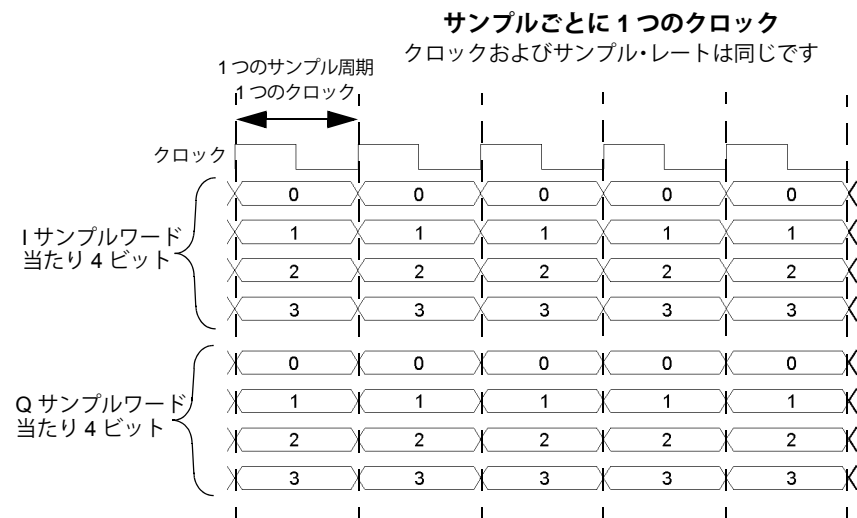 サンプルごとに 1 つのクロック
クロックおよびサンプル・レートは同じです
1 つのサンプル周期
1 つのクロック
クロック
I サンプルワード
当たり 4 ビット
0 0 0 0 0
1 1 1 1 1
2 2 2 2 2
3 3 3 3 3
Q サンプルワード
当たり 4 ビット
0 0 0 0 0
1 1 1 1 1
2 2 2 2 2
3 3 3 3 3